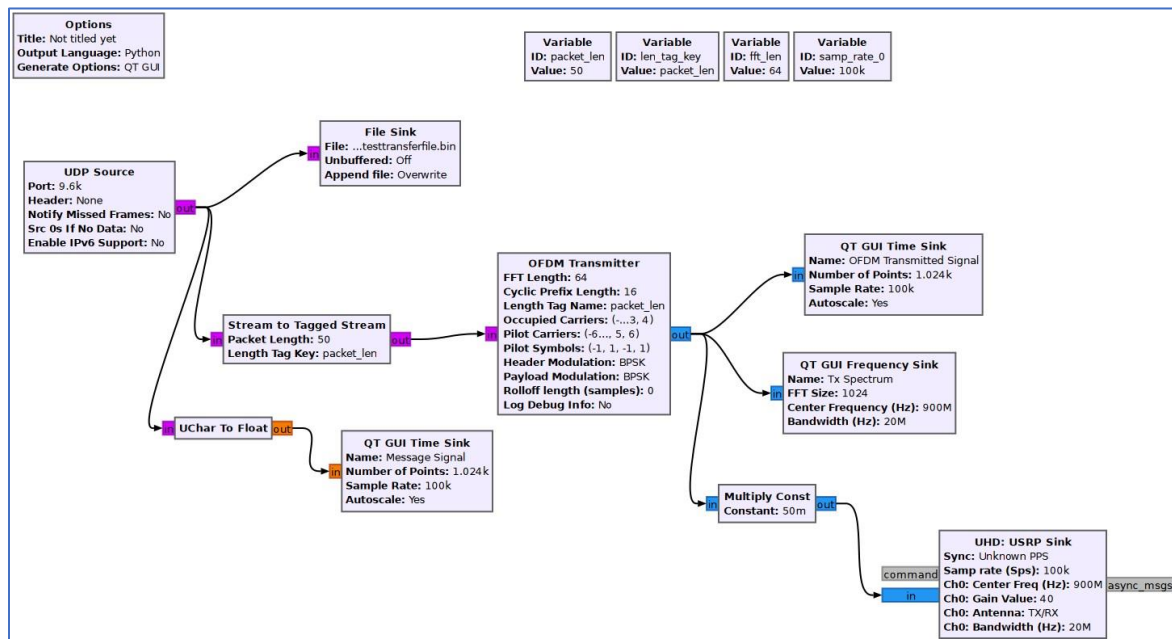 Options
Title: Not titled yet
Output Language: Python
Generate Options: QT GUI
Variable
ID: packet_len
Value: 50
Variable
ID: len_tag_key
Value: packet_len
Variable
ID: fft_len
Value: 64
Variable
ID: samp_rate_0
Value: 100k
UDP Source
Port: 9.6k
Header: None
Notify Missed Frames: No
Src 0s If No Data: No
Enable IPv6 Support: No
out
in
File Sink
File: ...testtransferfile.bin
Unbuffered: Off
Append file: Overwrite
in
Stream to Tagged Stream
Packet Length: 50
Length Tag Key: packet_len
out
in
UChar To Float
out
in
QT GUI Time Sink
Name: Message Signal
Number of Points: 1.024k
Sample Rate: 100k
Autoscale: Yes
in
OFDM Transmitter
FFT Length: 64
Cyclic Prefix Length: 16
Length Tag Name: packet_len
Occupied Carriers: (-...3, 4)
Pilot Carriers: (-6..., 5, 6)
Pilot Symbols: (-1, 1, -1, 1)
Header Modulation: BPSK
Payload Modulation: BPSK
Rolloff length (samples): 0
Log Debug Info: No
out
in
QT GUI Time Sink
Name: OFDM Transmitted Signal
Number of Points: 1.024k
Sample Rate: 100k
Autoscale: Yes
in
QT GUI Frequency Sink
Name: Tx Spectrum
FFT Size: 1024
Center Frequency (Hz): 900M
Bandwidth (Hz): 20M
in
Multiply Const
Constant: 50m
out
command
in
UHD: USRP Sink
Sync: Unknown PPS
Samp rate (Sps): 100k
Ch0: Center Freq (Hz): 900M
Ch0: Gain Value: 40
Ch0: Antenna: TX/RX
Ch0: Bandwidth (Hz): 20M
async_msgs